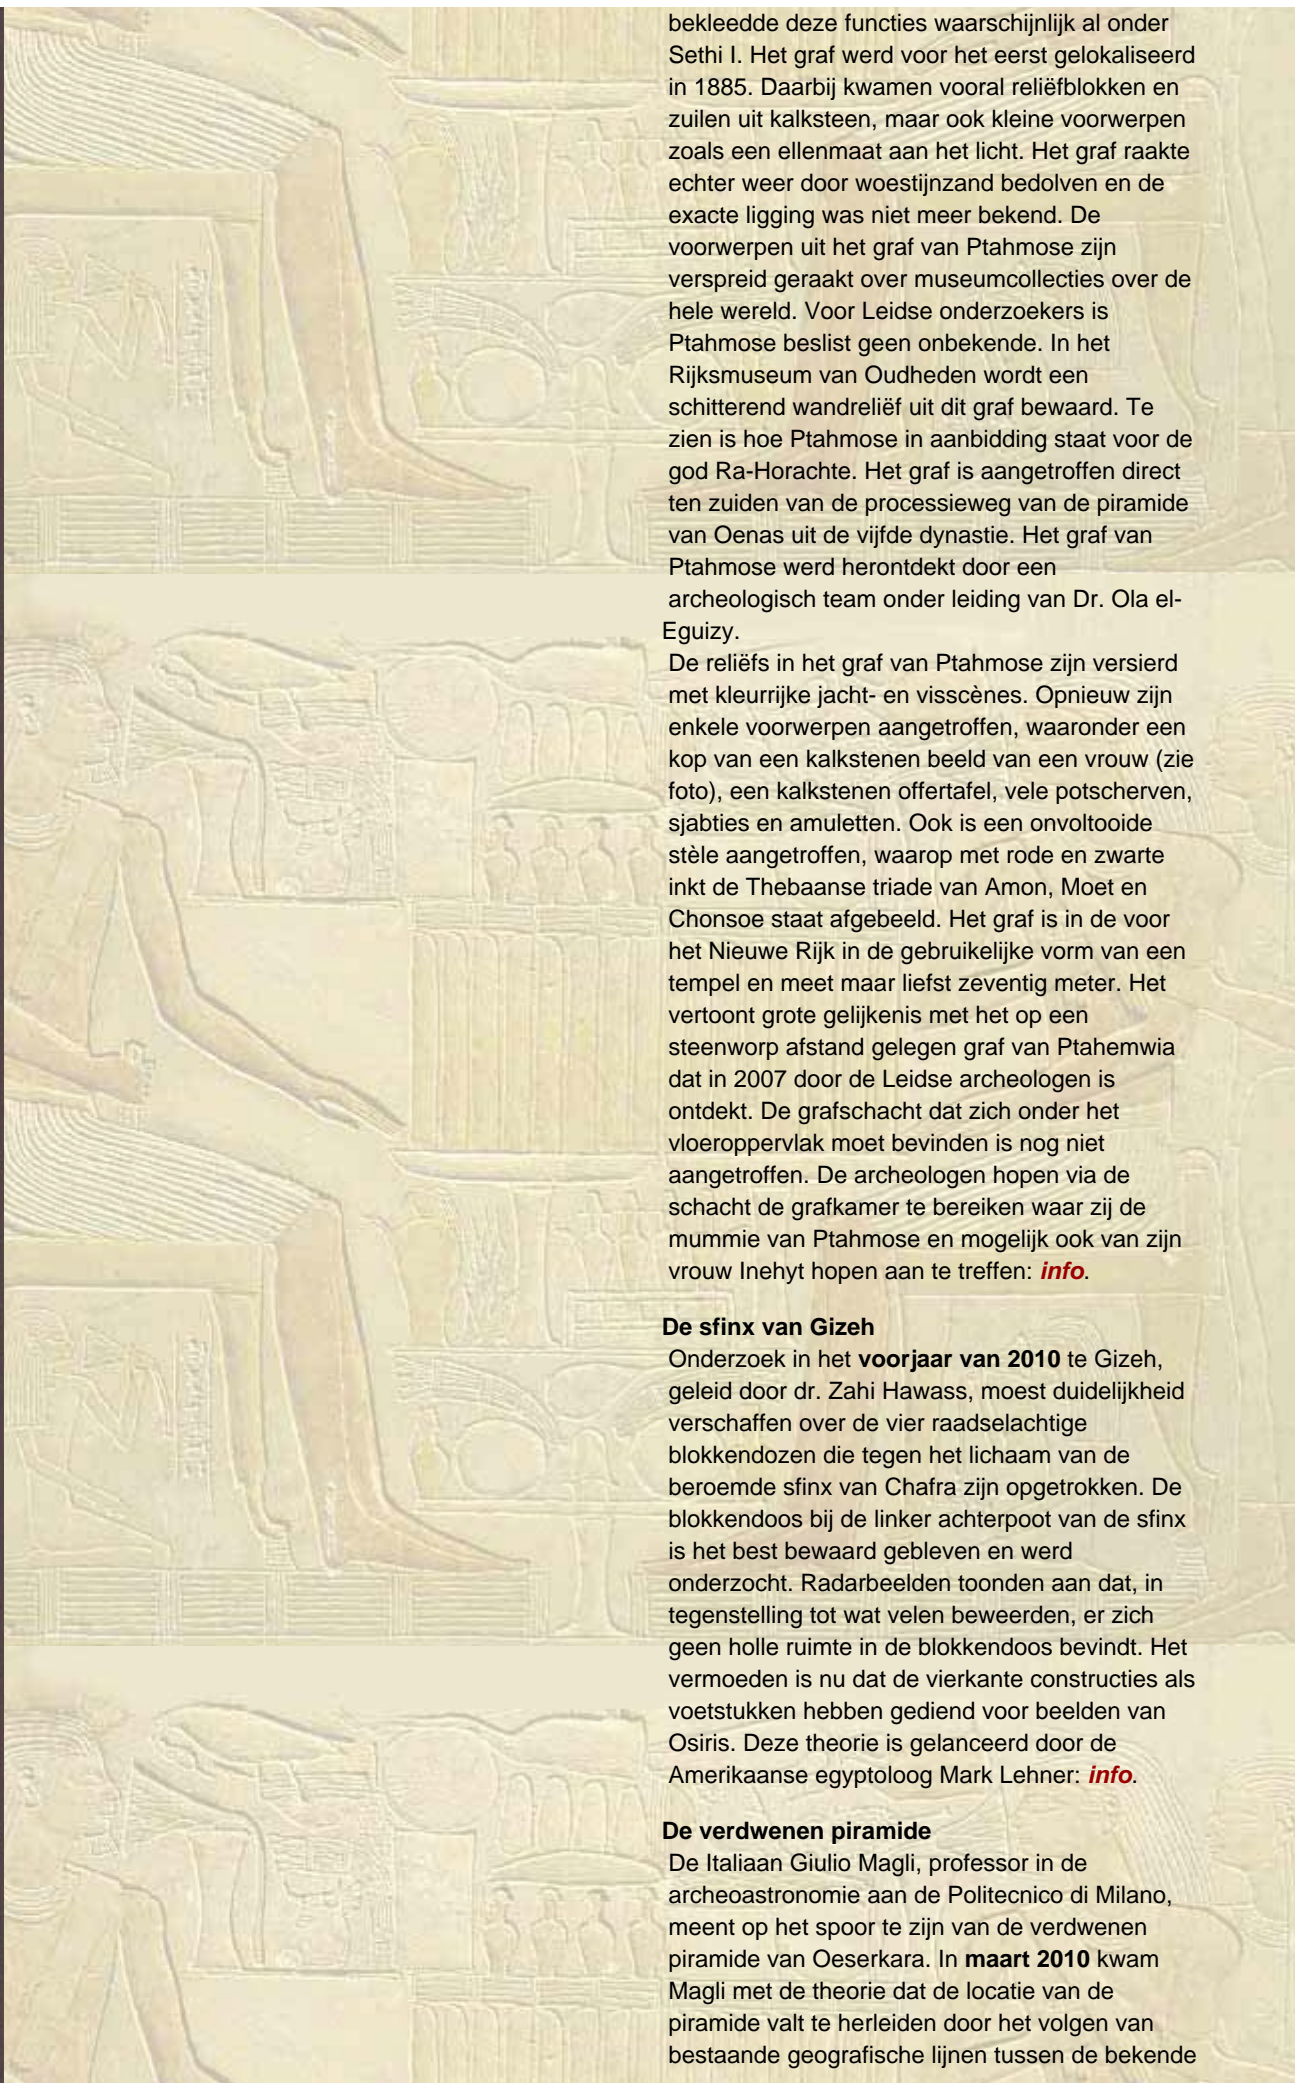 bekleedde deze functies waarschijnlijk al onder
Sethi I. Het graf werd voor het eerst gelokaliseerd
in 1885. Daarbij kwamen vooral reliëfblokken en
zuilen uit kalksteen, maar ook kleine voorwerpen
zoals een ellenmaat aan het licht. Het graf raakte
echter weer door woestijnzand bedolven en de
exacte ligging was niet meer bekend. De
voorwerpen uit het graf van Ptahmose zijn
verspreid geraakt over museumcollecties over de
hele wereld. Voor Leidse onderzoekers is
Ptahmose beslist geen onbekende. In het
Rijksmuseum van Oudheden wordt een
schitterend wandreliëf uit dit graf bewaard. Te
zien is hoe Ptahmose in aanbidding staat voor de
god Ra-Horachte. Het graf is aangetroffen direct
ten zuiden van de processieweg van de piramide
van Oenas uit de vijfde dynastie. Het graf van
Ptahmose werd herontdekt door een
archeologisch team onder leiding van Dr. Ola el-
Eguizy.
De reliëfs in het graf van Ptahmose zijn versierd
met kleurrijke jacht- en visscènes. Opnieuw zijn
enkele voorwerpen aangetroffen, waaronder een
kop van een kalkstenen beeld van een vrouw (zie
foto), een kalkstenen offertafel, vele potscherven,
sjabties en amuletten. Ook is een onvoltooide
stèle aangetroffen, waarop met rode en zwarte
inkt de Thebaanse triade van Amon, Moet en
Chonsoe staat afgebeeld. Het graf is in de voor
het Nieuwe Rijk in de gebruikelijke vorm van een
tempel en meet maar liefst zeventig meter. Het
vertoont grote gelijkenis met het op een
steenworp afstand gelegen graf van Ptahemwia
dat in 2007 door de Leidse archeologen is
ontdekt. De grafschacht dat zich onder het
vloeroppervlak moet bevinden is nog niet
aangetroffen. De archeologen hopen via de
schacht de grafkamer te bereiken waar zij de
mummie van Ptahmose en mogelijk ook van zijn
vrouw Inehyt hopen aan te treffen: info.
De sfinx van Gizeh
Onderzoek in het voorjaar van 2010 te Gizeh,
geleid door dr. Zahi Hawass, moest duidelijkheid
verschaffen over de vier raadselachtige
blokkendozen die tegen het lichaam van de
beroemde sfinx van Chafra zijn opgetrokken. De
blokkendoos bij de linker achterpoot van de sfinx
is het best bewaard gebleven en werd
onderzocht. Radarbeelden toonden aan dat, in
tegenstelling tot wat velen beweerden, er zich
geen holle ruimte in de blokkendoos bevindt. Het
vermoeden is nu dat de vierkante constructies als
voetstukken hebben gediend voor beelden van
Osiris. Deze theorie is gelanceerd door de
Amerikaanse egyptoloog Mark Lehner: info.
De verdwenen piramide
De Italiaan Giulio Magli, professor in de
archeoastronomie aan de Politecnico di Milano,
meent op het spoor te zijn van de verdwenen
piramide van Oeserkara. In maart 2010 kwam
Magli met de theorie dat de locatie van de
piramide valt te herleiden door het volgen van
bestaande geografische lijnen tussen de bekende